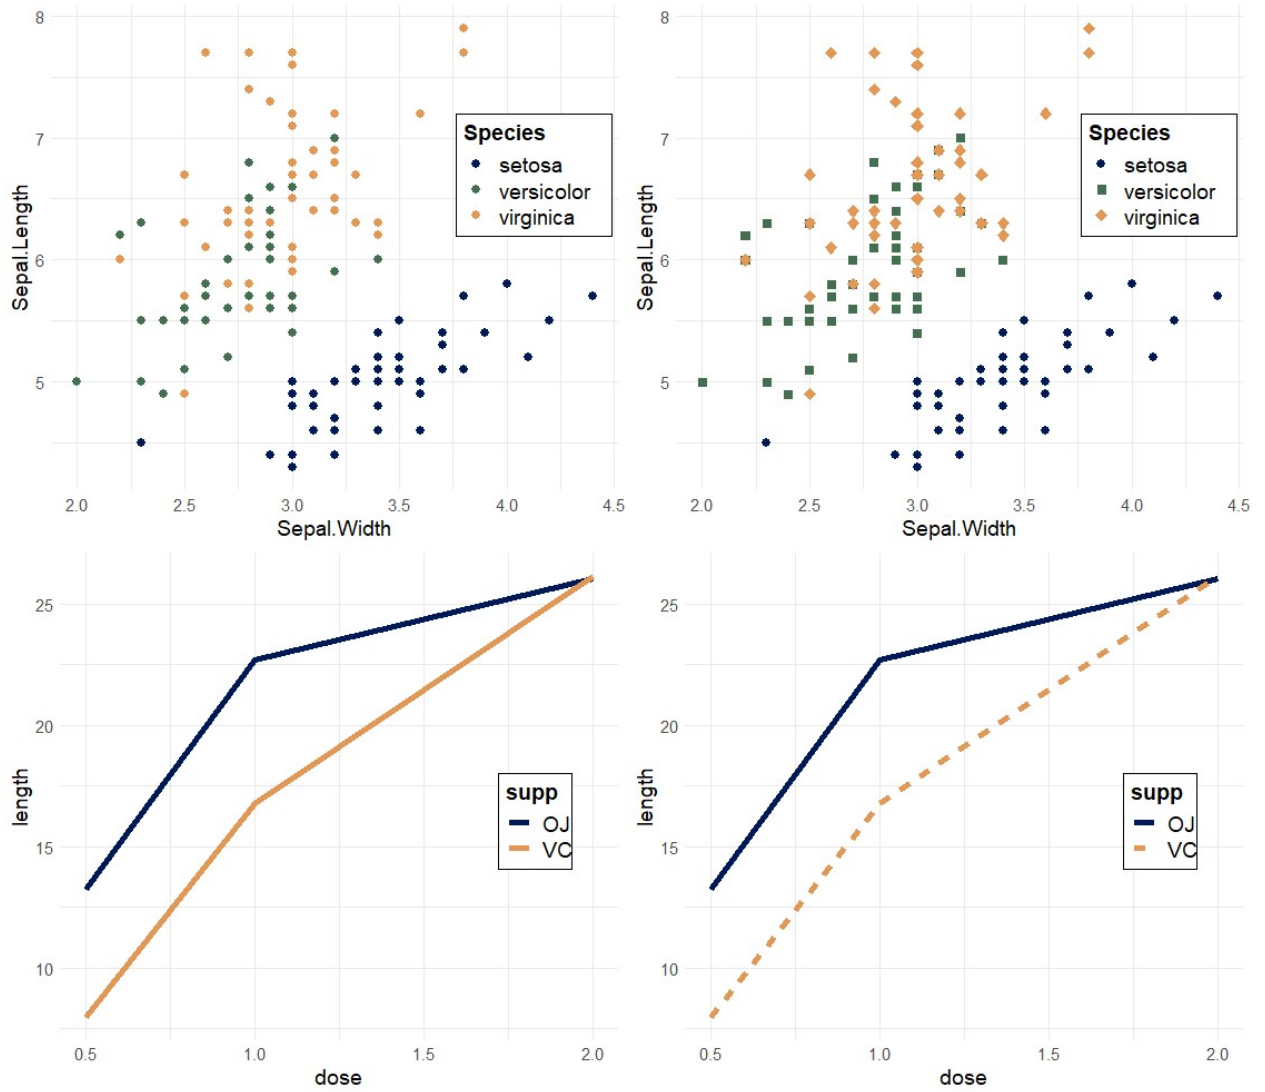 8
7
6
5
Sepal.Length
Species
setosa
versicolor
virginica
2.0 2.5 3.0 3.5 4.0 4.5
Sepal.Width
8
7
6
5
Sepal.Length
Species
setosa
versicolor
virginica
2.0 2.5 3.0 3.5 4.0 4.5
Sepal.Width
25
20
15
10
length
supp
OJ
VC
0.5 1.0 1.5 2.0
dose
25
20
15
10
length
supp
OJ
VC
0.5 1.0 1.5 2.0
dose